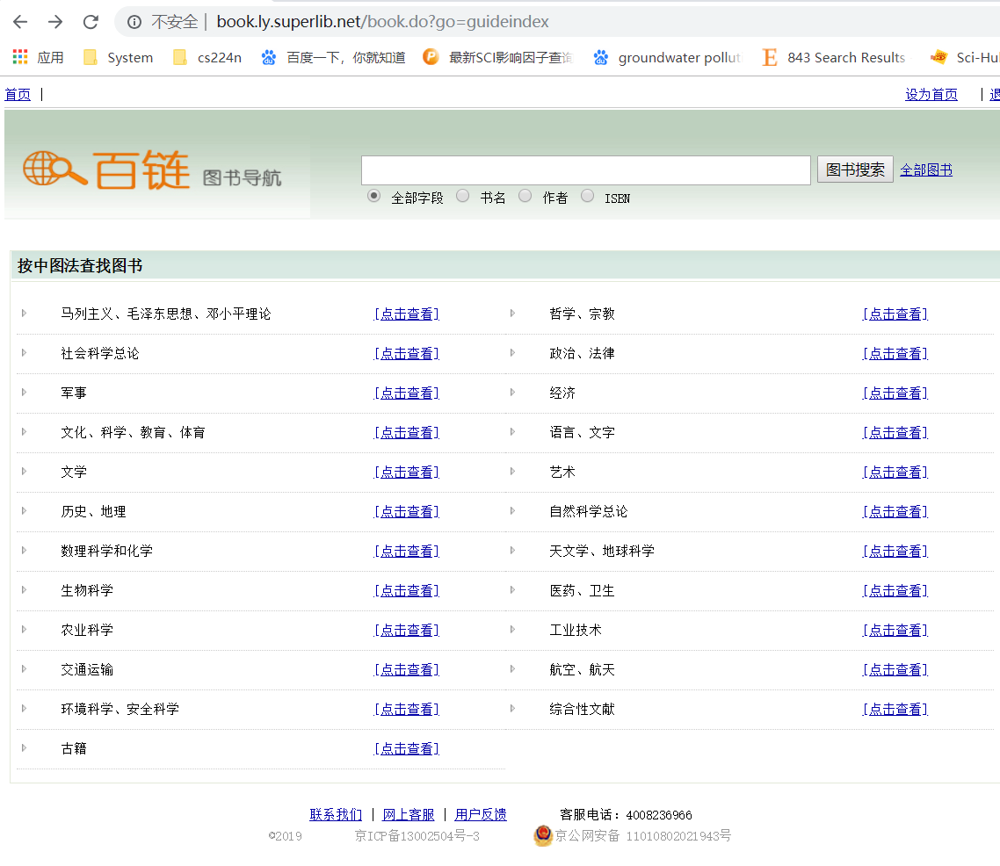 不安全 | book.ly.superlib.net/book.do?go=guideindex
应用 System cs224n 百度一下，你就知道 最新SCI影响因子查询 groundwater pollut 843 Search Results Sci-Hu
首页 | 设为首页 |
百链 图书导航
图书搜索 全部图书
全部字段 书名 作者 ISBN
按中图法查找图书
马列主义、毛泽东思想、邓小平理论 [点击查看] 哲学、宗教 [点击查看]
社会科学总论 [点击查看] 政治、法律 [点击查看]
军事 [点击查看] 经济 [点击查看]
文化、科学、教育、体育 [点击查看] 语言、文字 [点击查看]
文学 [点击查看] 艺术 [点击查看]
历史、地理 [点击查看] 自然科学总论 [点击查看]
数理科学和化学 [点击查看] 天文学、地球科学 [点击查看]
生物科学 [点击查看] 医药、卫生 [点击查看]
农业科学 [点击查看] 工业技术 [点击查看]
交通运输 [点击查看] 航空、航天 [点击查看]
环境科学、安全科学 [点击查看] 综合性文献 [点击查看]
古籍 [点击查看]
联系我们 | 网上客服 | 用户反馈 客服电话：4008236966
©2019 京ICP备13002504号-3 京公网安备 11010802021943号